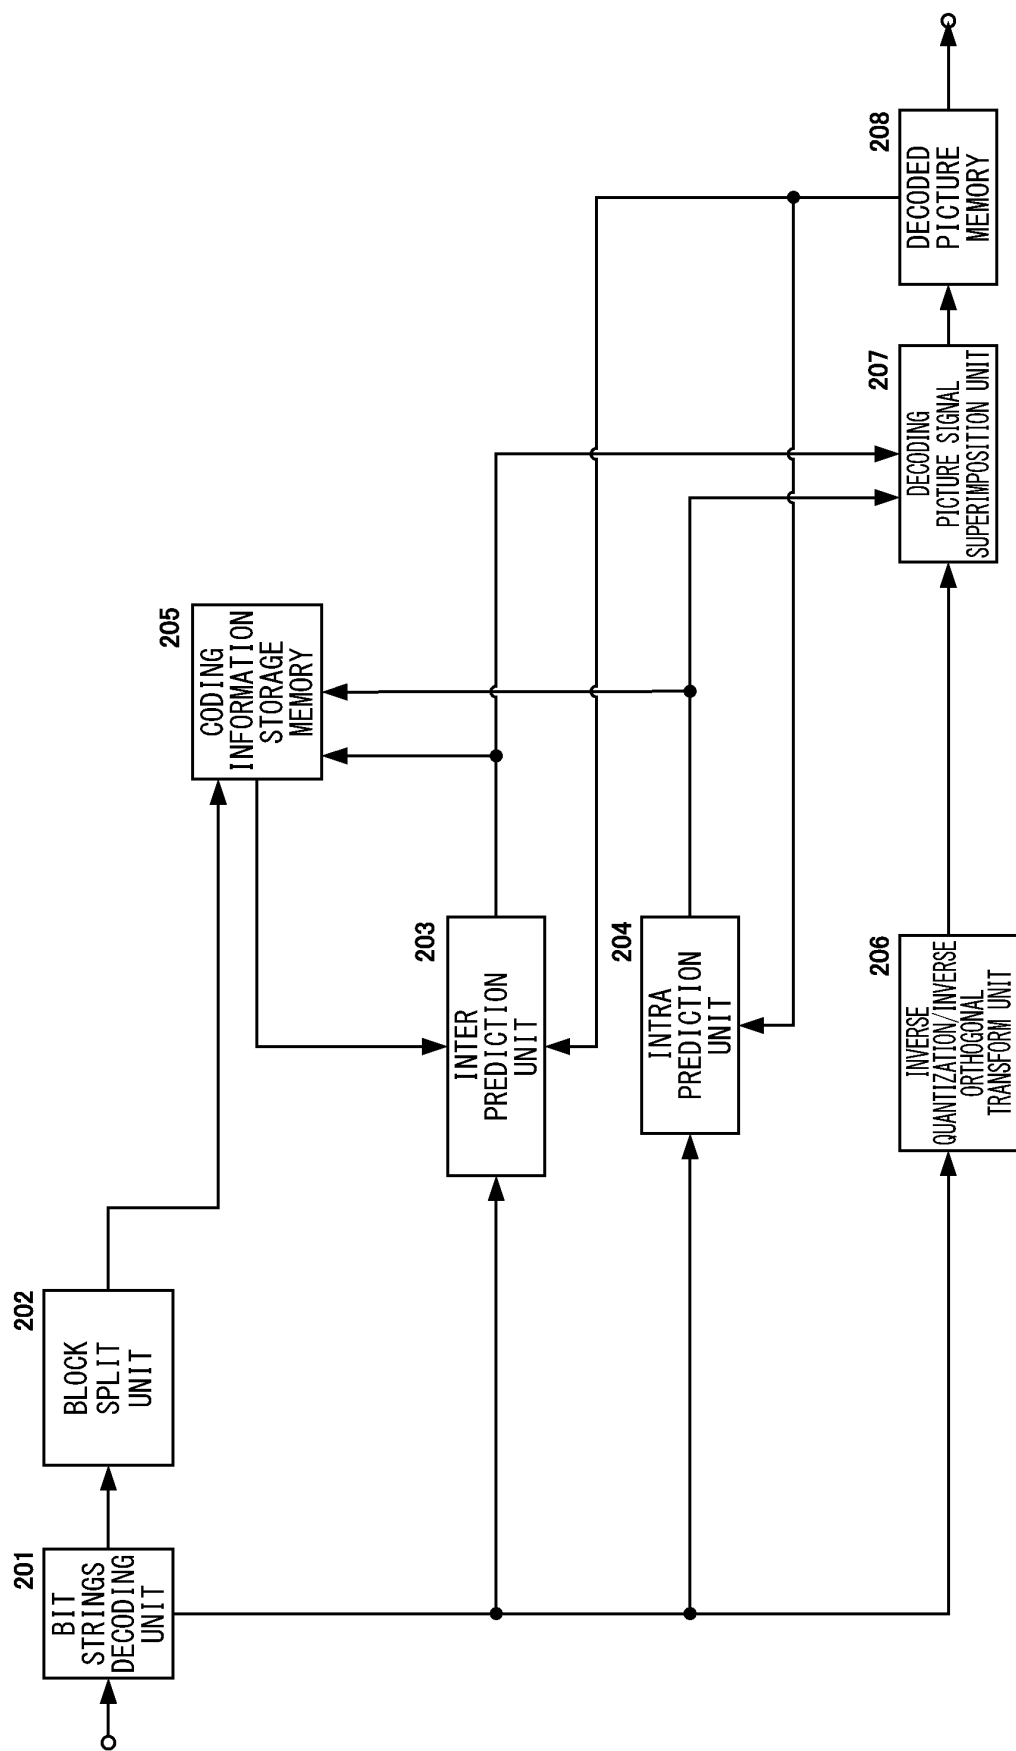 201
BIT
STRINGS
DECODING
UNIT
202
BLOCK
SPLIT
UNIT
205
CODING
INFORMATION
STORAGE
MEMORY
203
INTER
PREDICTION
UNIT
204
INTRA
PREDICTION
UNIT
206
INVERSE
QUANTIZATION/INVERSE
ORTHOGONAL
TRANSFORM UNIT
207
DECODING
PICTURE SIGNAL
SUPERIMPOSITION UNIT
208
DECODED
PICTURE
MEMORY